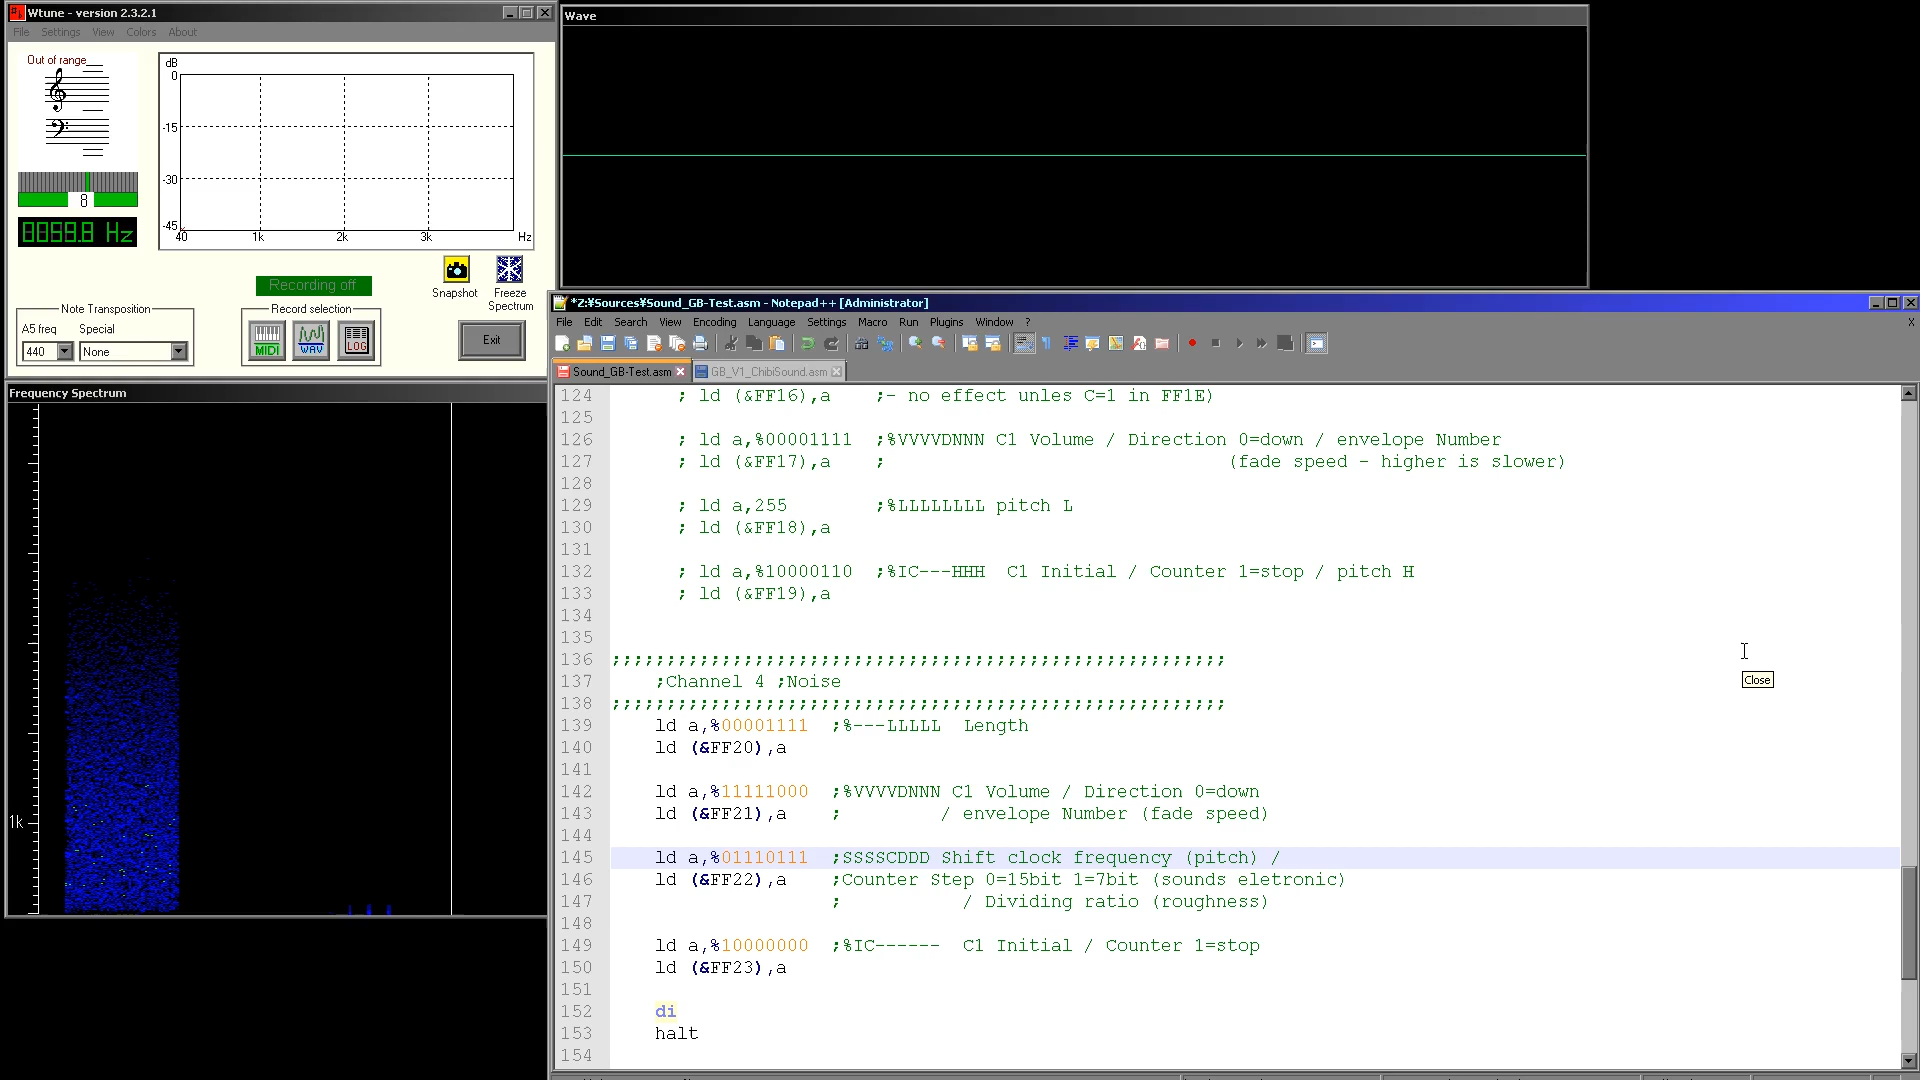 Wtune - version 2.3.2.1
File Settings View Colors About
Out of range
dB
0
-15
-30
-45
40 1k 2k 3k Hz
8
0059.8 Hz
Recording off
Snapshot
Freeze
Spectrum
Note Transposition
A5 freq Special
440 None
Record selection
MIDI WAV LOG
Exit
Frequency Spectrum
1k
Wave
*Z:¥Sources¥Sound_GB-Test.asm - Notepad++ [Administrator]
File Edit Search View Encoding Language Settings Macro Run Plugins Window ? X
Sound_GB-Test.asm GB_V1_ChibiSound.asm
124 ; ld (&FF16),a ;- no effect unles C=1 in FF1E)
125
126 ; ld a,%00001111 ;%VVVVDNNN C1 Volume / Direction 0=down / envelope Number
127 ; ld (&FF17),a ; (fade speed - higher is slower)
128
129 ; ld a,255 ;%LLLLLLLL pitch L
130 ; ld (&FF18),a
131
132 ; ld a,%10000110 ;%IC---HHH C1 Initial / Counter 1=stop / pitch H
133 ; ld (&FF19),a
134
135
136 ;;;;;;;;;;;;;;;;;;;;;;;;;;;;;;;;;;;;;;;;;;;;;;;;;;;;;;;;
137 ;Channel 4 ;Noise
138 ;;;;;;;;;;;;;;;;;;;;;;;;;;;;;;;;;;;;;;;;;;;;;;;;;;;;;;;;
139 ld a,%00001111 ;%---LLLLL Length
140 ld (&FF20),a
141
142 ld a,%11111000 ;%VVVVDNNN C1 Volume / Direction 0=down
143 ld (&FF21),a ; / envelope Number (fade speed)
144
145 ld a,%01110111 ;SSSSCDDD Shift clock frequency (pitch) /
146 ld (&FF22),a ;Counter Step 0=15bit 1=7bit (sounds eletronic)
147 ; / Dividing ratio (roughness)
148
149 ld a,%10000000 ;%IC------ C1 Initial / Counter 1=stop
150 ld (&FF23),a
151
152 di
153 halt
154
Close